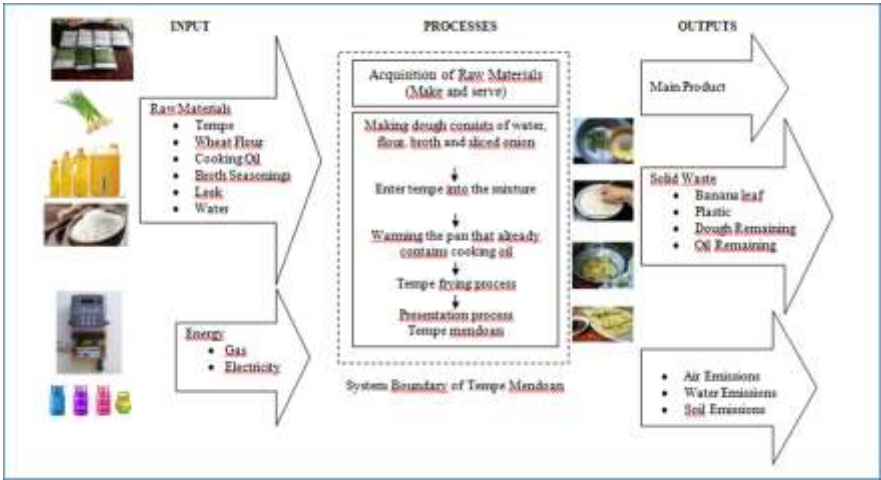 INPUT
PROCESSES
OUTPUTS
Raw Materials
• Tempe
• Wheat Flour
• Cooking Oil
• Broth Seasonings
• Leek
• Water
Energy
• Gas
• Electricity
Acquisition of Raw Materials
(Make and serve)
Making dough consists of water,
flour, broth and sliced onion
Enter tempe into the mixture
Warming the pan that already
contains cooking oil
Tempe frying process
Presentation process
Tempe mendoan
System Boundary of Tempe Mendoan
Main Product
Solid Waste
• Banana leaf
• Plastic
• Dough Remaining
• Oil Remaining
• Air Emissions
• Water Emissions
• Soil Emissions